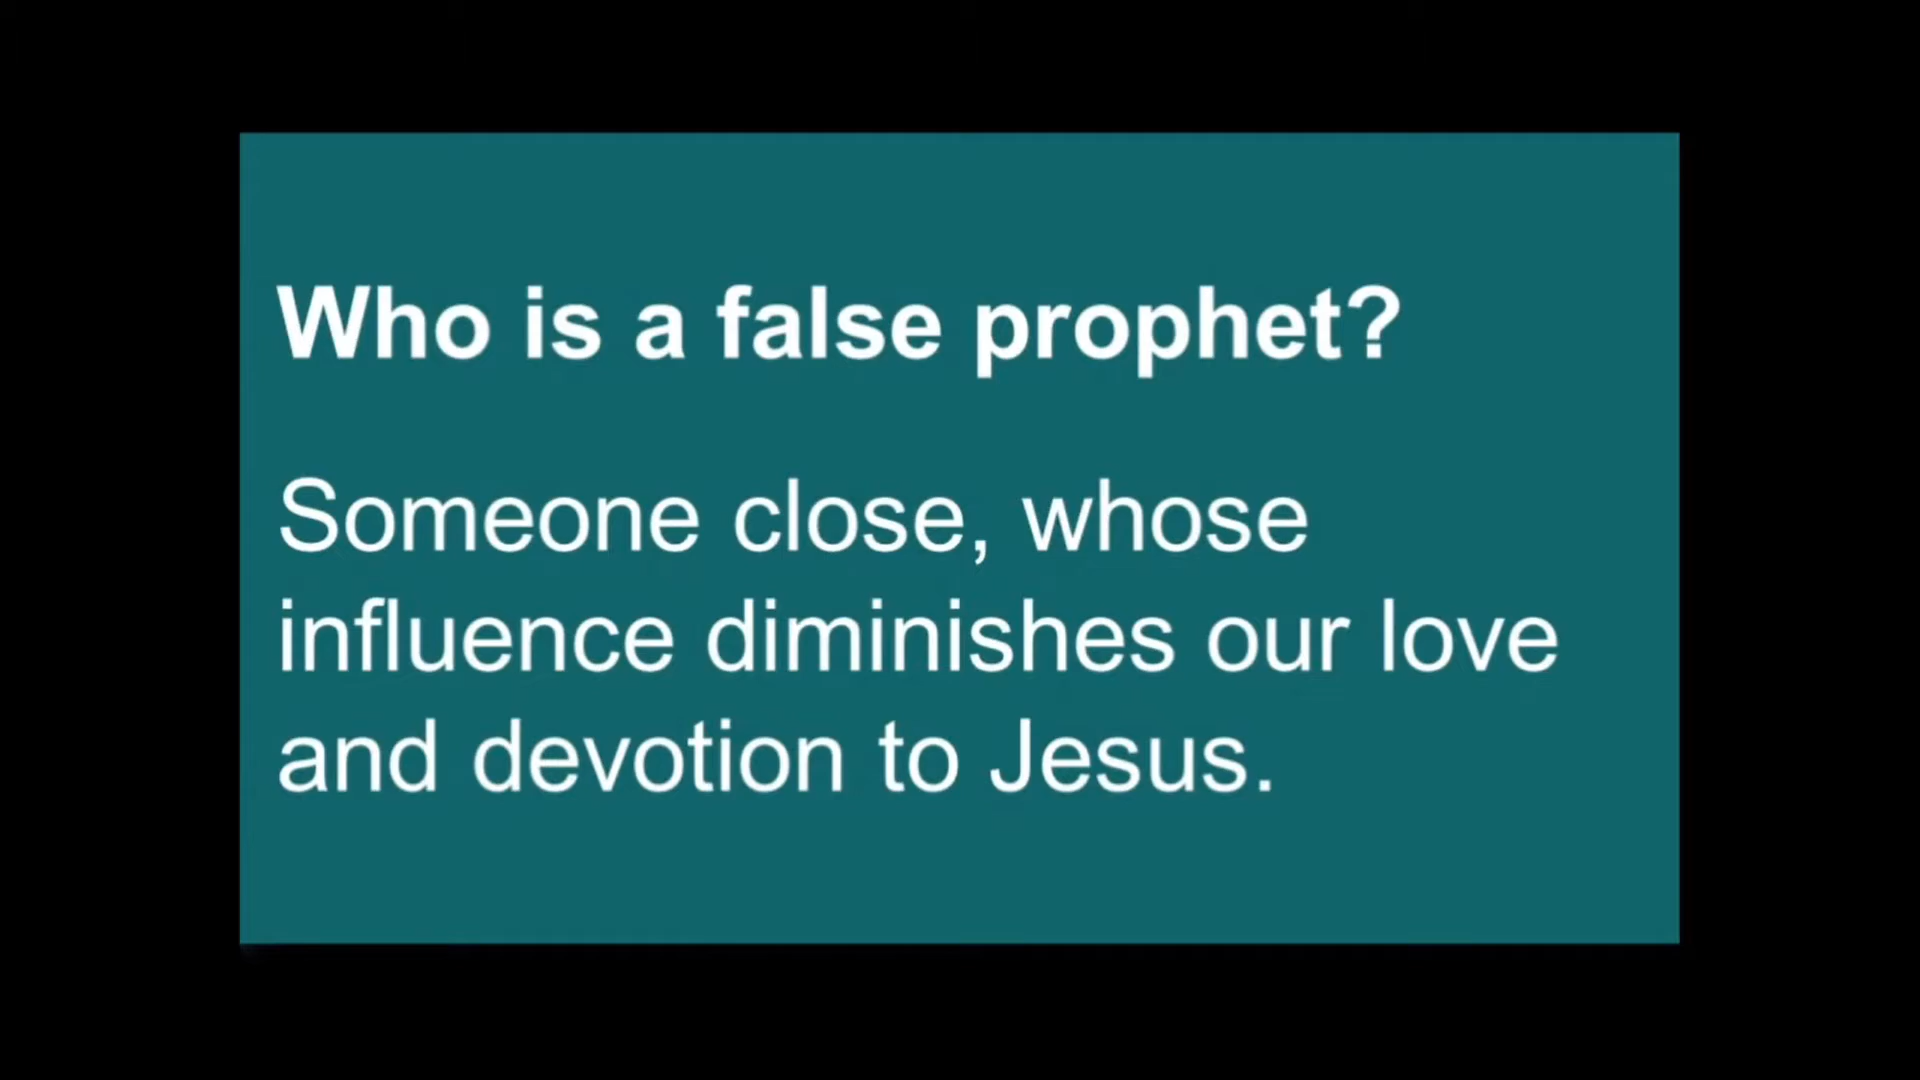 Who is a false prophet?
Someone close, whose
influence diminishes our love
and devotion to Jesus.